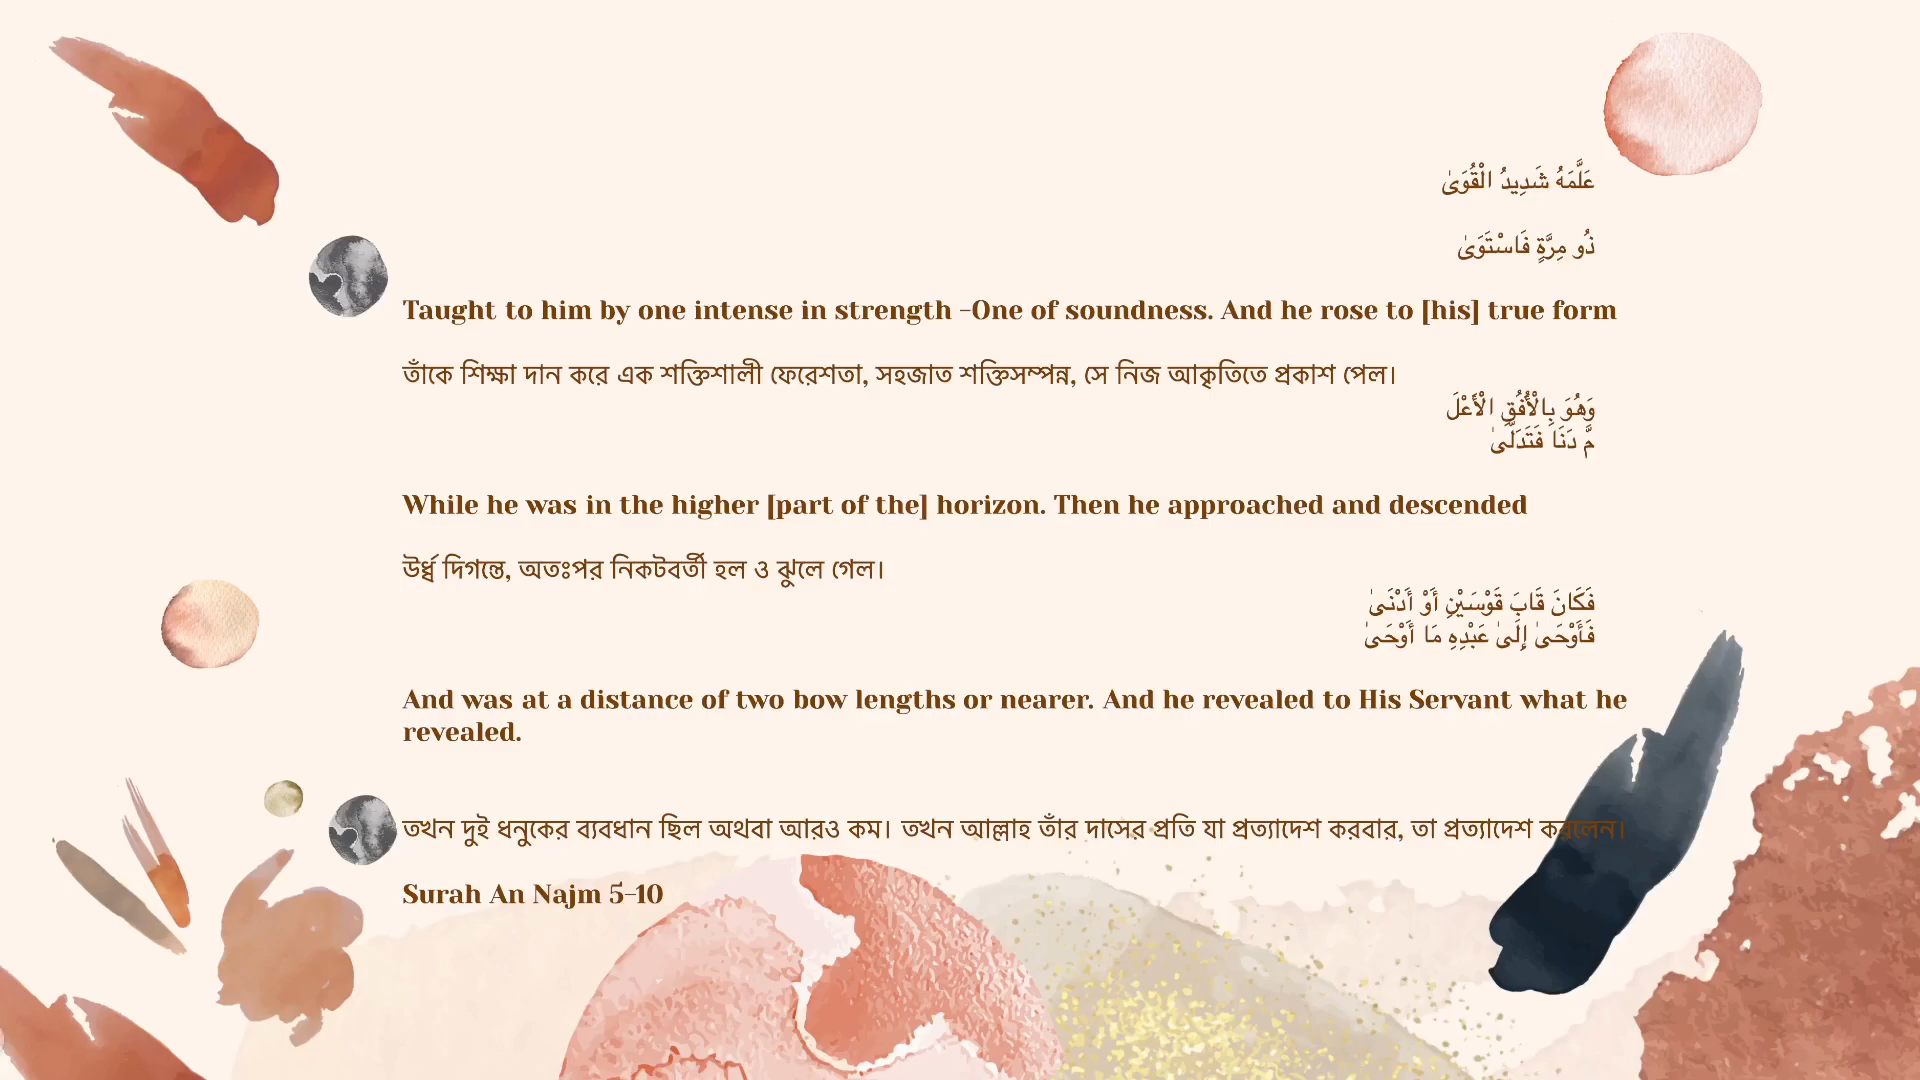 عَلَّمَهُ شَدِيدُ الْقُوَىٰ
ذُو مِرَّةٍ فَاسْتَوَىٰ
Taught to him by one intense in strength -One of soundness. And he rose to [his] true form
তাঁকে শিক্ষা দান করে এক শক্তিশালী ফেরেশতা, সহজাত শক্তিসম্পন্ন, সে নিজ আকৃতিতে প্রকাশ পেল।
وَهُوَ بِالْأُفُقِ الْأَعْلَ
مَّ دَنَا فَتَدَلَّىٰ
While he was in the higher [part of the] horizon. Then he approached and descended
উর্ধ্ব দিগন্তে, অতঃপর নিকটবর্তী হল ও ঝুলে গেল।
فَكَانَ قَابَ قَوْسَيْنِ أَوْ أَدْنَىٰ
فَأَوْحَىٰ إِلَىٰ عَبْدِهِ مَا أَوْحَىٰ
And was at a distance of two bow lengths or nearer. And he revealed to His Servant what he
revealed.
তখন দুই ধনুকের ব্যবধান ছিল অথবা আরও কম। তখন আল্লাহ তাঁর দাসের প্রতি যা প্রত্যাদেশ করবার, তা প্রত্যাদেশ করলেন।
Surah An Najm 5-10